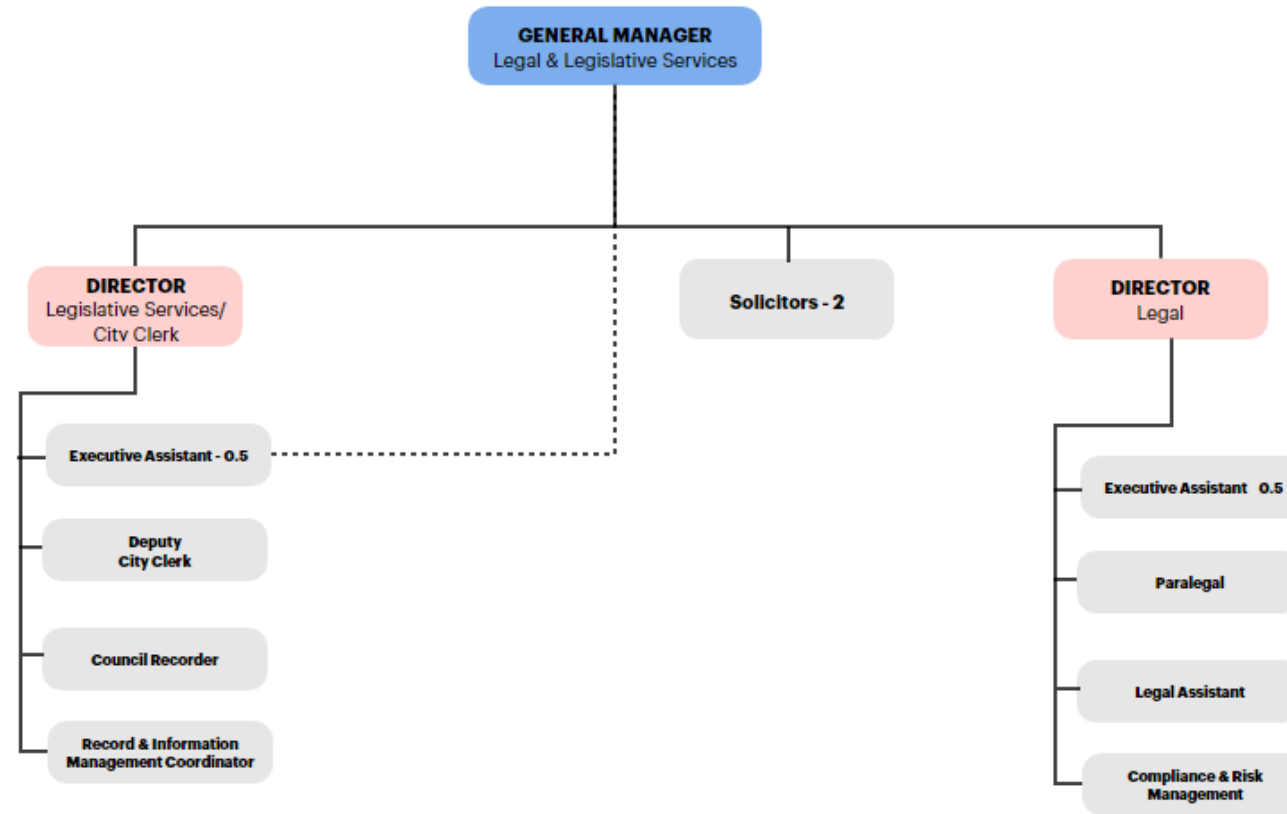 GENERAL MANAGER
Legal & Legislative Services
DIRECTOR
Legislative Services/
City Clerk
Solicitors - 2
DIRECTOR
Legal
Executive Assistant - 0.5
Deputy
City Clerk
Council Recorder
Record & Information
Management Coordinator
Executive Assistant 0.5
Paralegal
Legal Assistant
Compliance & Risk
Management